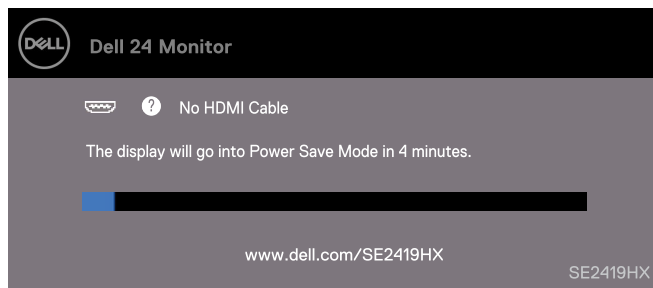 DELL
Dell 24 Monitor
? No HDMI Cable
The display will go into Power Save Mode in 4 minutes.
www.dell.com/SE2419HX
SE2419HX